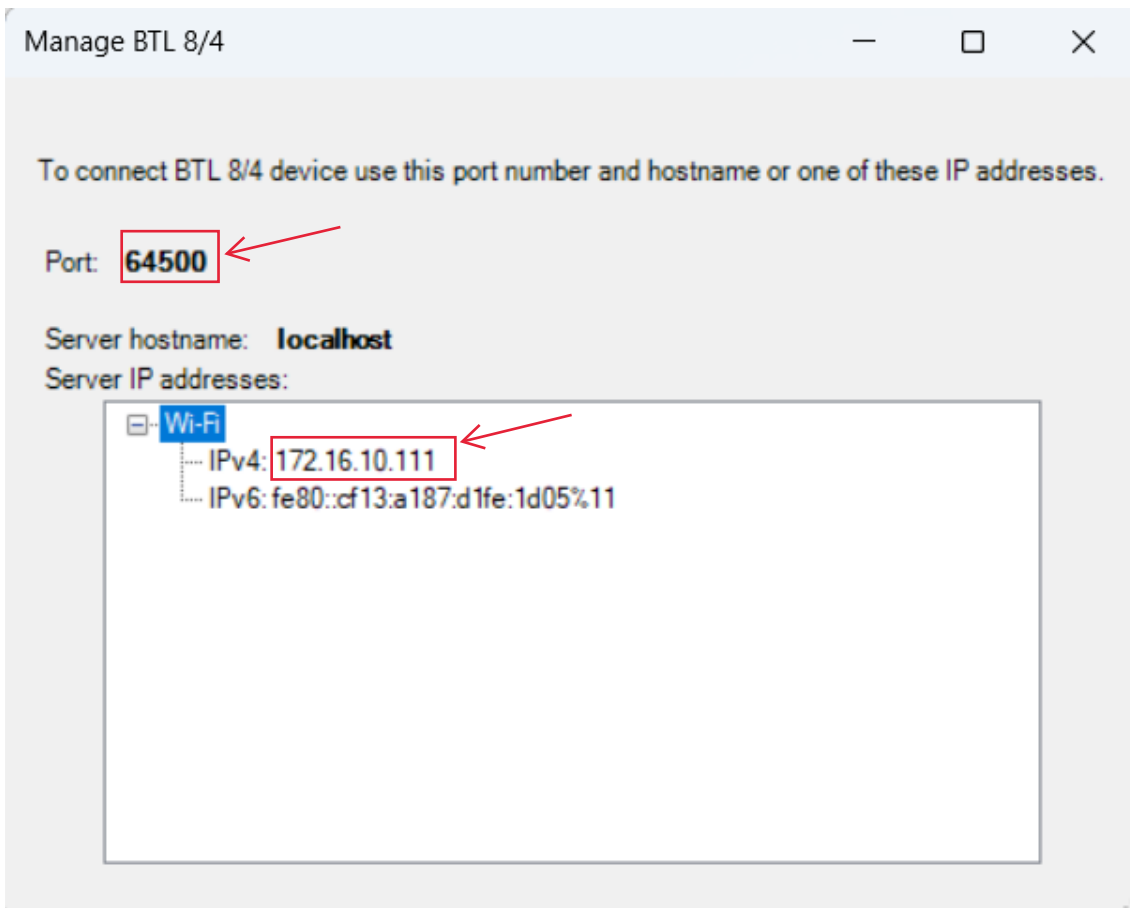 Manage BTL 8/4
To connect BTL 8/4 device use this port number and hostname or one of these IP addresses.
Port: 64500
Server hostname: localhost
Server IP addresses:
Wi-Fi
IPv4: 172.16.10.111
IPv6: fe80::cf13:a187:d1fe:1d05%11